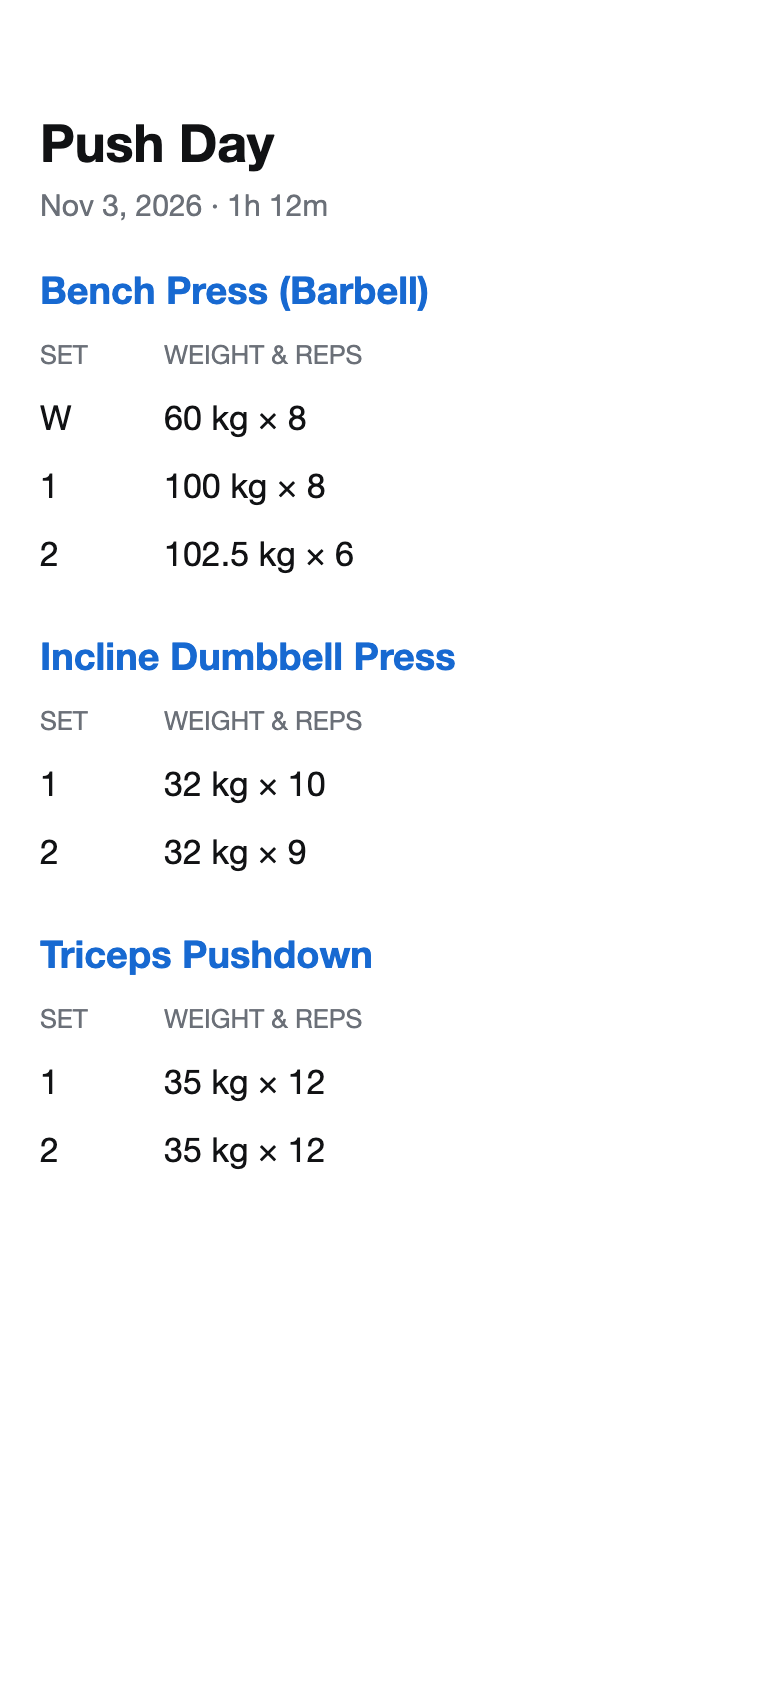 Push Day
Nov 3, 2026 · 1h 12m
Bench Press (Barbell)
SET WEIGHT & REPS
W 60 kg × 8
1 100 kg × 8
2 102.5 kg × 6
Incline Dumbbell Press
SET WEIGHT & REPS
1 32 kg × 10
2 32 kg × 9
Triceps Pushdown
SET WEIGHT & REPS
1 35 kg × 12
2 35 kg × 12